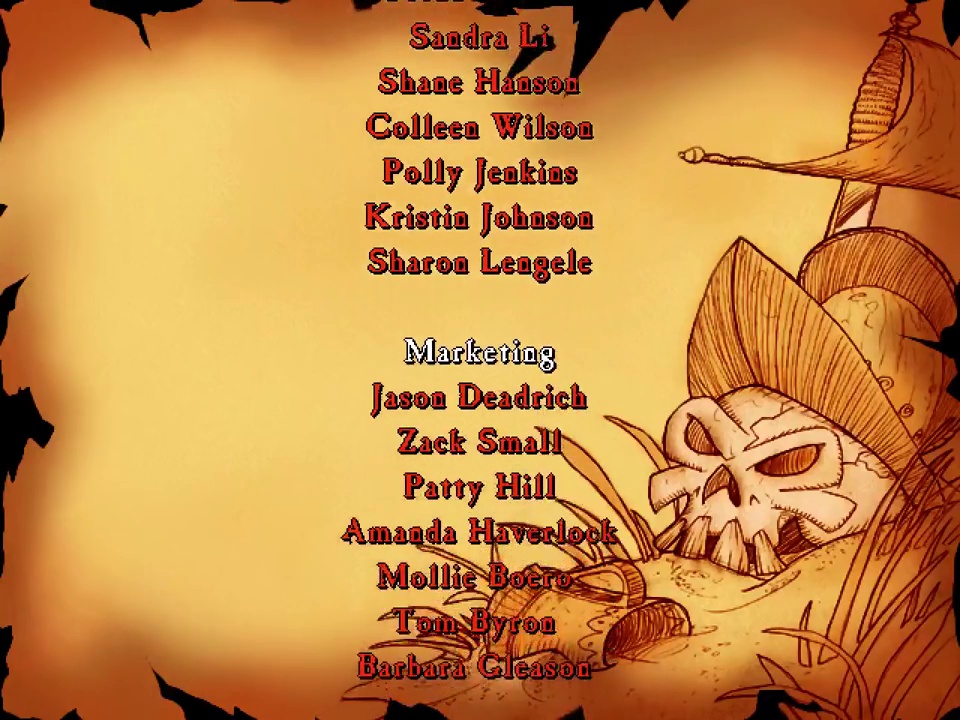 Sandra Li
Shane Hanson
Colleen Wilson
Polly Jenkins
Kristin Johnson
Sharon Lengele
Marketing
Jason Deadrich
Zack Small
Patty Hill
Amanda Haverlock
Mollie Boero
Tom Byron
Barbara Gleason